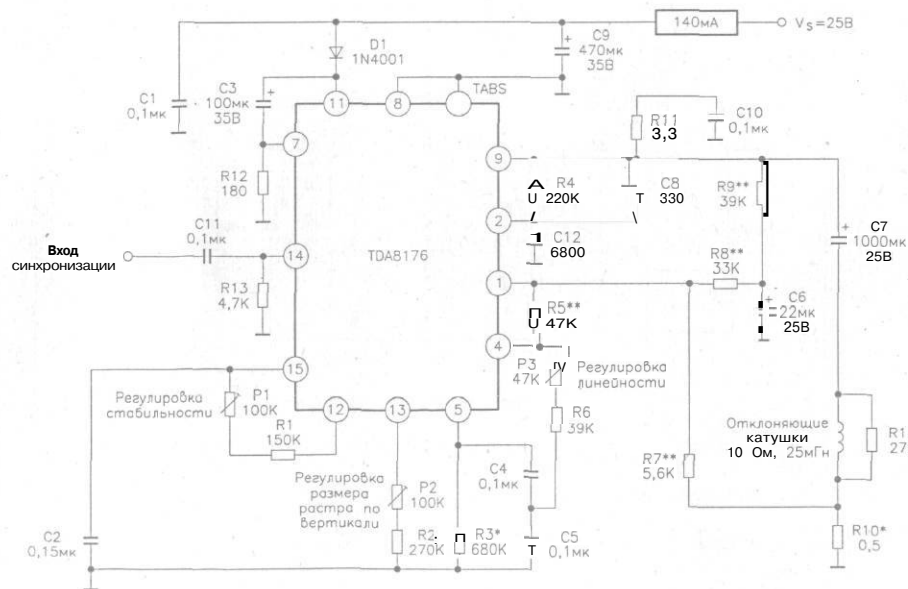 140мА
Vs=25В
D1
1N4001
C9
470мк
35В
TABS
C3
100мк
35В
C1
0,1мк
11
8
C10
0,1мк
R11
3,3
7
9
R12
180
R4
220K
C8
330
R9**
39K
C11
0,1мк
2
C12
6800
C7
1000мк
25В
Вход
синхронизации
14
TDA8176
R8**
33K
1
R13
4,7K
R5**
47K
C6
22мк
25В
4
P3
47K
Регулировка
линейности
15
Регулировка
стабильности
P1
100K
12
13
5
R6
39K
Отклоняющие
катушки
10 Ом, 25мГн
R1
27
R1
150K
C4
0,1мк
R7**
5,6K
Регулировка
размера
растра по
вертикали
P2
100K
C2
0,15мк
R2
270K
R3*
680K
C5
0,1мк
R10*
0,5